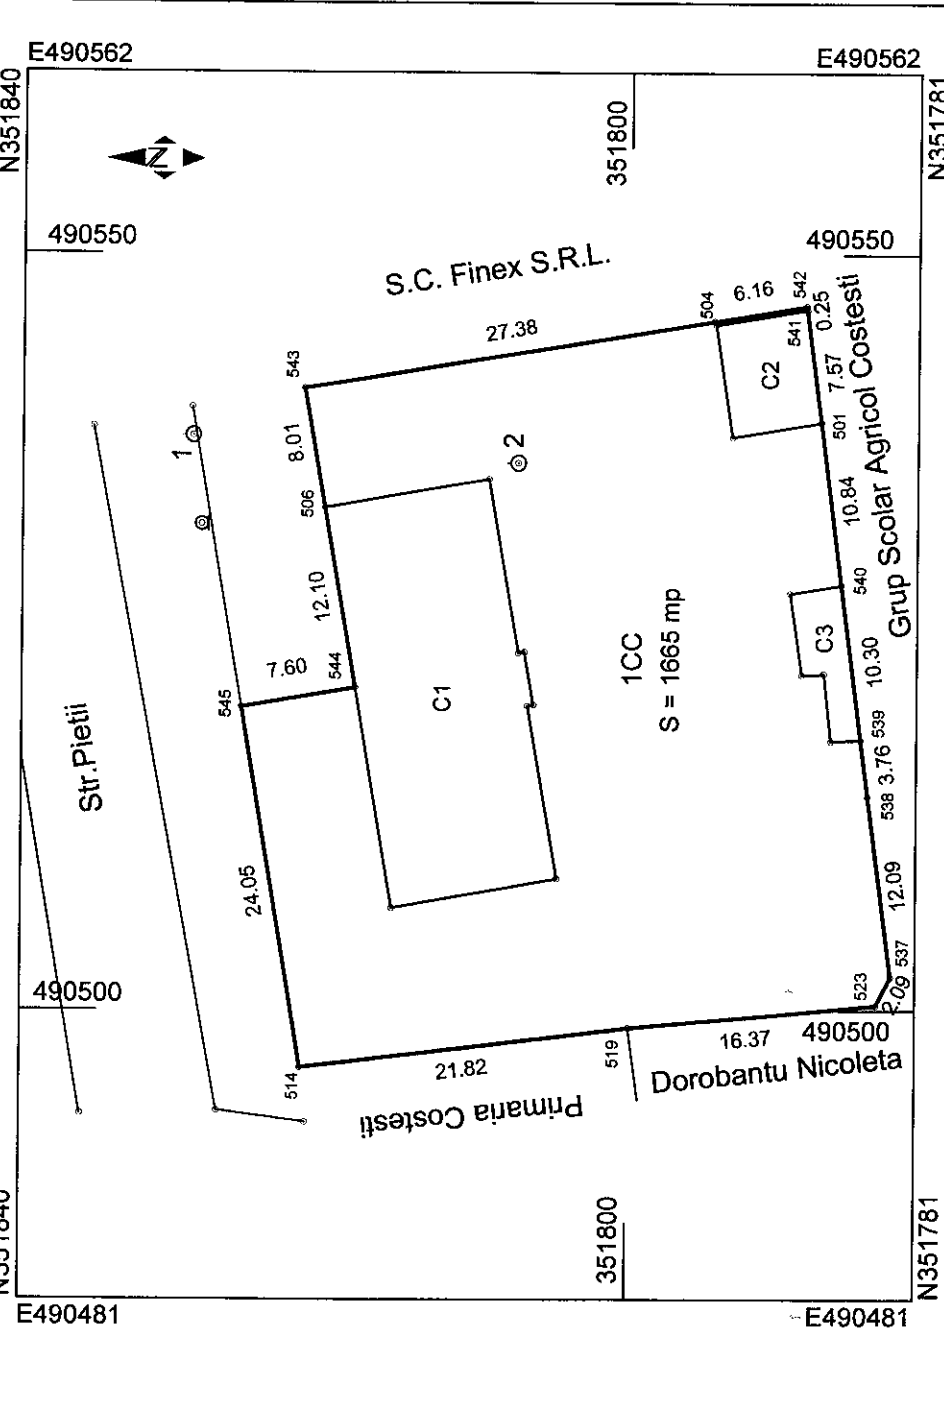 E490562
E490562
N351840
351800
N351781
N
490550
490550
S.C. Finex S.R.L.
6.16
504
542
0.25
541
27.38
543
C2
7.57
501
Grup Scolar Agricol Costesti
8.01
1
2
506
10.84
12.10
540
1CC
S = 1665 mp
C3
7.60
544
545
C1
10.30
539
Str.Pietii
3.76
538
24.05
12.09
537
523
2.09
490500
490500
519
16.37
514
21.82
Dorobantu Nicoleta
Primaria Costesti
N351840
351800
N351781
E490481
E490481